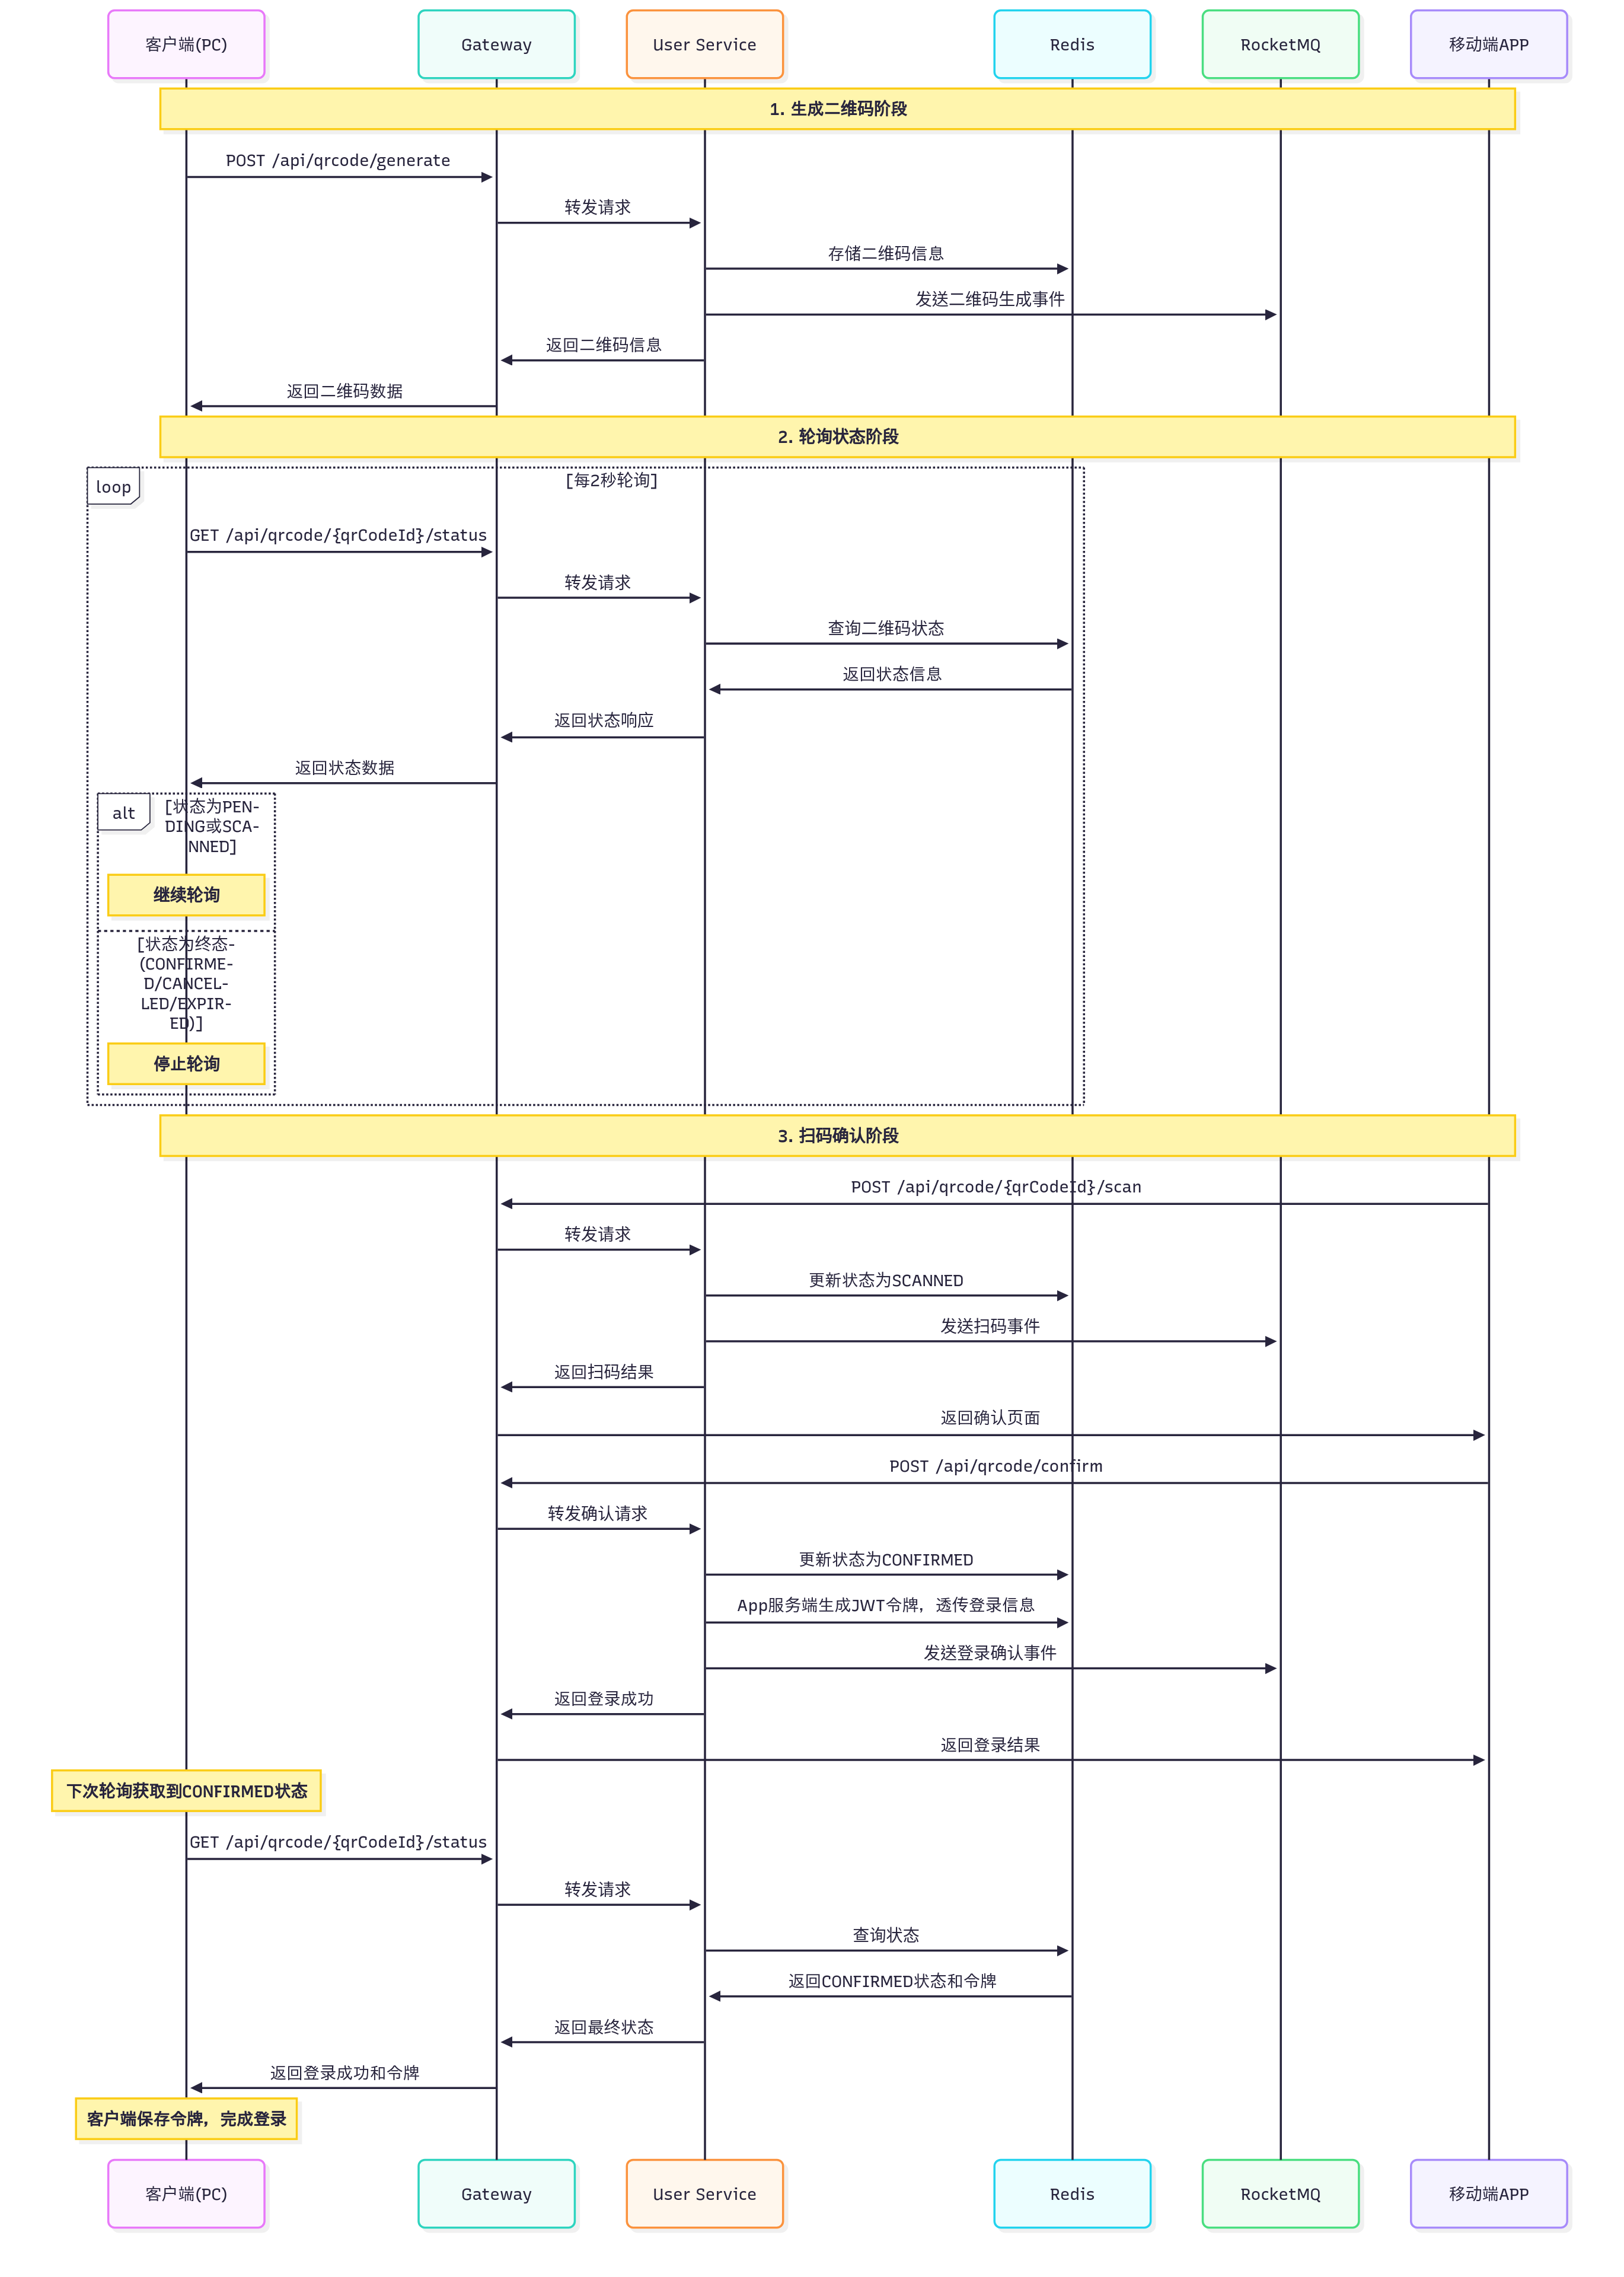 客户端(PC)
Gateway
User Service
Redis
RocketMQ
移动端APP
1. 生成二维码阶段
POST /api/qrcode/generate
转发请求
存储二维码信息
发送二维码生成事件
返回二维码信息
返回二维码数据
2. 轮询状态阶段
loop
[每2秒轮询]
GET /api/qrcode/{qrCodeId}/status
转发请求
查询二维码状态
返回状态信息
返回状态响应
返回状态数据
alt
[状态为PEN-
DING或SCA-
NNED]
继续轮询
[状态为终态-
(CONFIRME-
D/CANCEL-
LED/EXPIR-
ED)]
停止轮询
3. 扫码确认阶段
POST /api/qrcode/{qrCodeId}/scan
转发请求
更新状态为SCANNED
发送扫码事件
返回扫码结果
返回确认页面
POST /api/qrcode/confirm
转发确认请求
更新状态为CONFIRMED
App服务端生成JWT令牌，透传登录信息
发送登录确认事件
返回登录成功
返回登录结果
下次轮询获取到CONFIRMED状态
GET /api/qrcode/{qrCodeId}/status
转发请求
查询状态
返回CONFIRMED状态和令牌
返回最终状态
返回登录成功和令牌
客户端保存令牌，完成登录
客户端(PC)
Gateway
User Service
Redis
RocketMQ
移动端APP